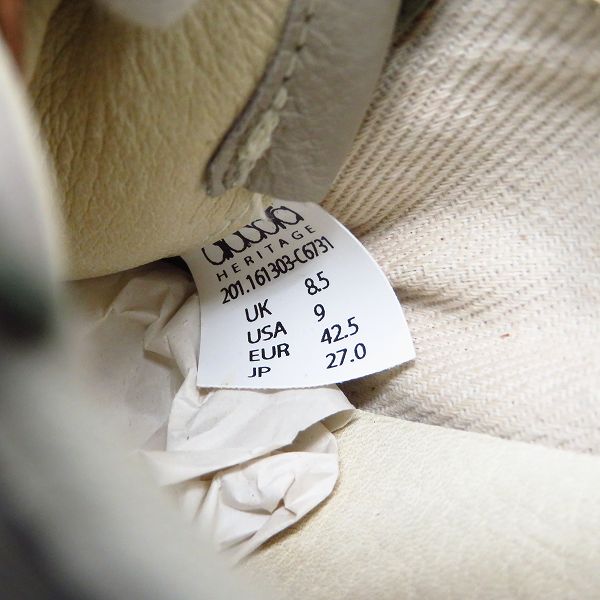 HERITAGE
201.161303-C6731
UK 8.5
USA 9
EUR 42.5
JP 27.0